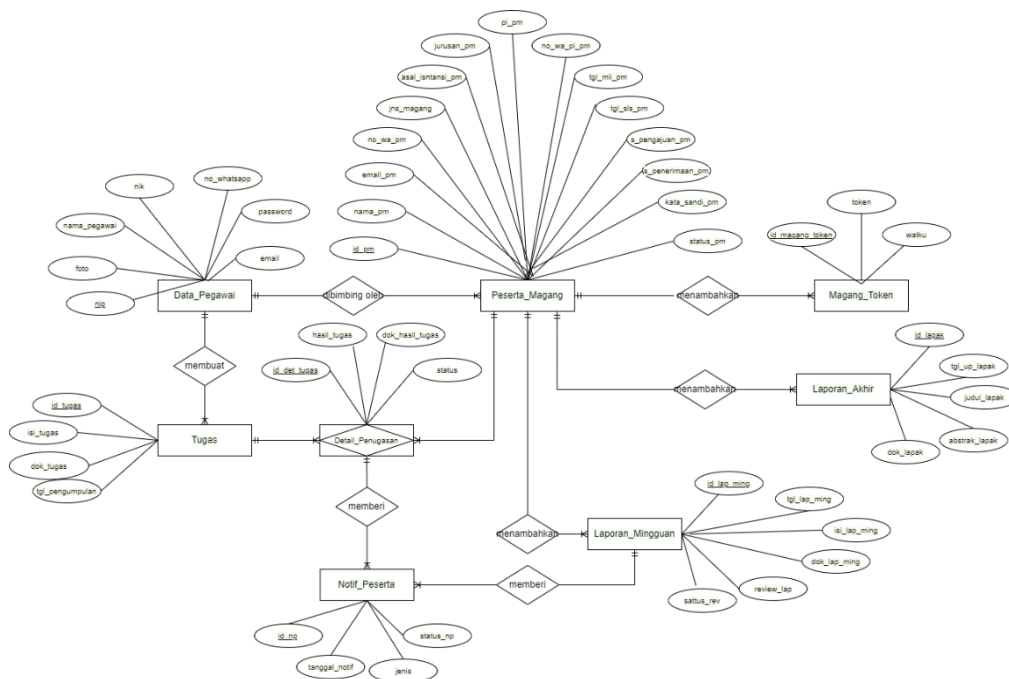 pi_pm
jurusan_pm
no_wa_pi_pm
asal_isntansi_pm
tgl_mli_pm
jns_magang
tgl_sls_pm
no_wa_pm
s_pengajuan_pm
email_pm
s_penerimaan_pm
nama_pm
kata_sandi_pm
id_pm
status_pm
nik
no_whatsapp
nama_pegawai
password
foto
email
nip
Data_Pegawai
dibimbing oleh
Peserta_Magang
menambahkan
Magang_Token
token
id_magang_token
watku
membuat
hasil_tugas
dok_hasil_tugas
id_det_tugas
status
menambahkan
Laporan_Akhir
id_lapak
tgl_up_lapak
judul_lapak
abstrak_lapak
dok_lapak
id_tugas
isi_tugas
dok_tugas
tgl_pengumpulan
Tugas
Detail_Penugasan
memberi
menambahkan
Laporan_Mingguan
id_lap_ming
tgl_lap_ming
isi_lap_ming
dok_lap_ming
review_lap
sattus_rev
Notif_Peserta
memberi
id_np
status_np
tanggal_notif
jenis